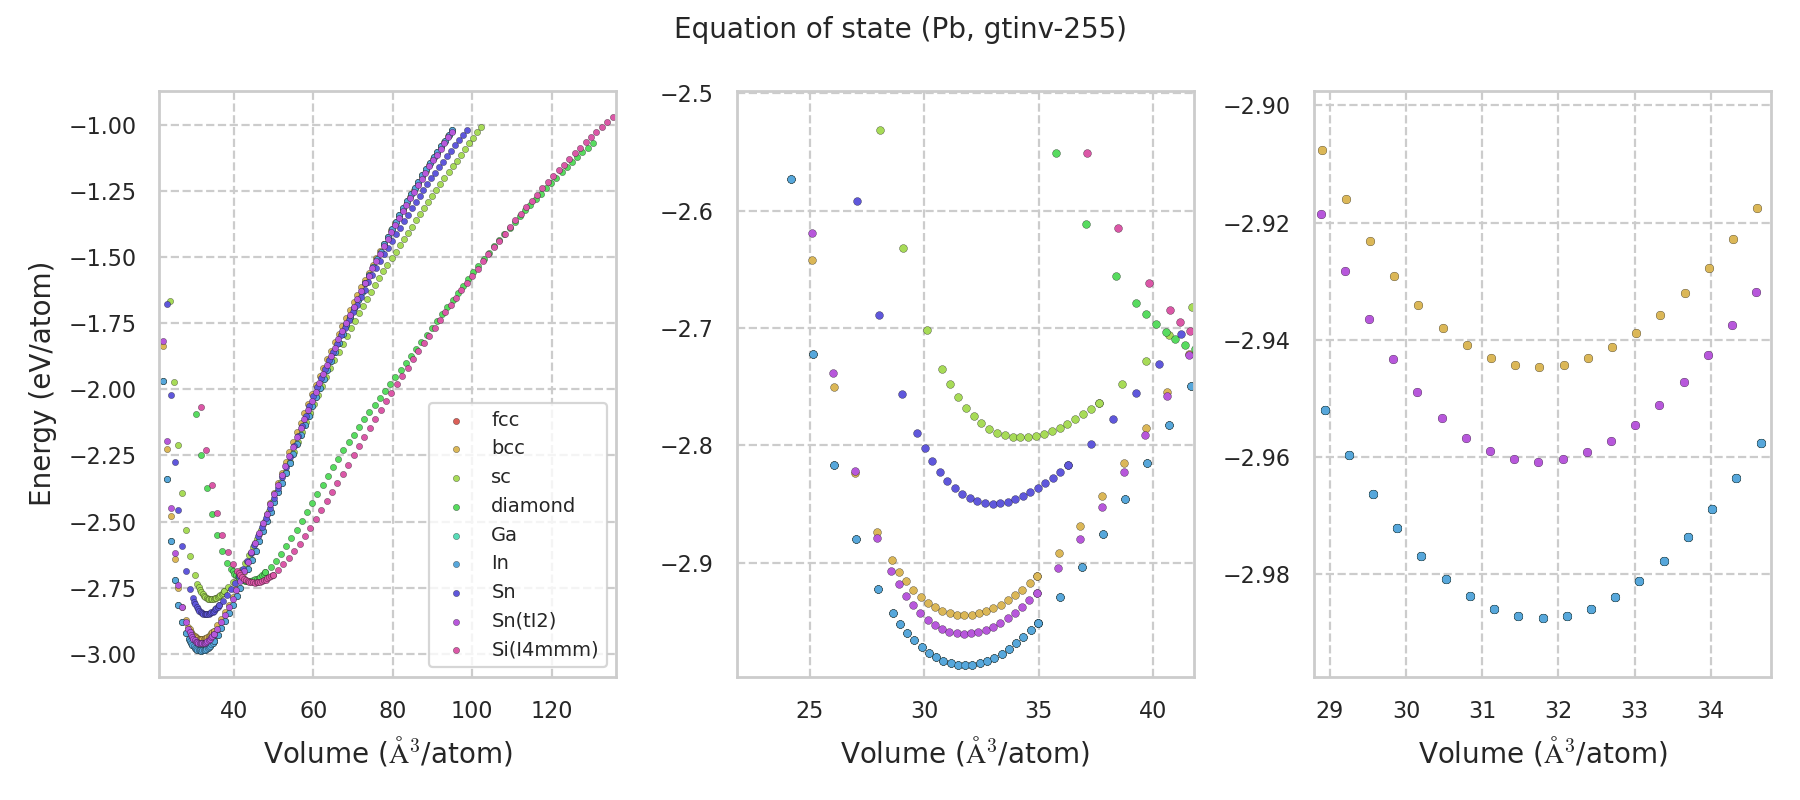 Equation of state (Pb, gtinv-255)
Energy (eV/atom)
−1.00
−1.25
−1.50
−1.75
−2.00
−2.25
−2.50
−2.75
−3.00
40 60 80 100 120
Volume (Å³/atom)
fcc
bcc
sc
diamond
Ga
In
Sn
Sn(tI2)
Si(I4mmm)
−2.5
−2.6
−2.7
−2.8
−2.9
25 30 35 40
Volume (Å³/atom)
−2.90
−2.92
−2.94
−2.96
−2.98
29 30 31 32 33 34
Volume (Å³/atom)